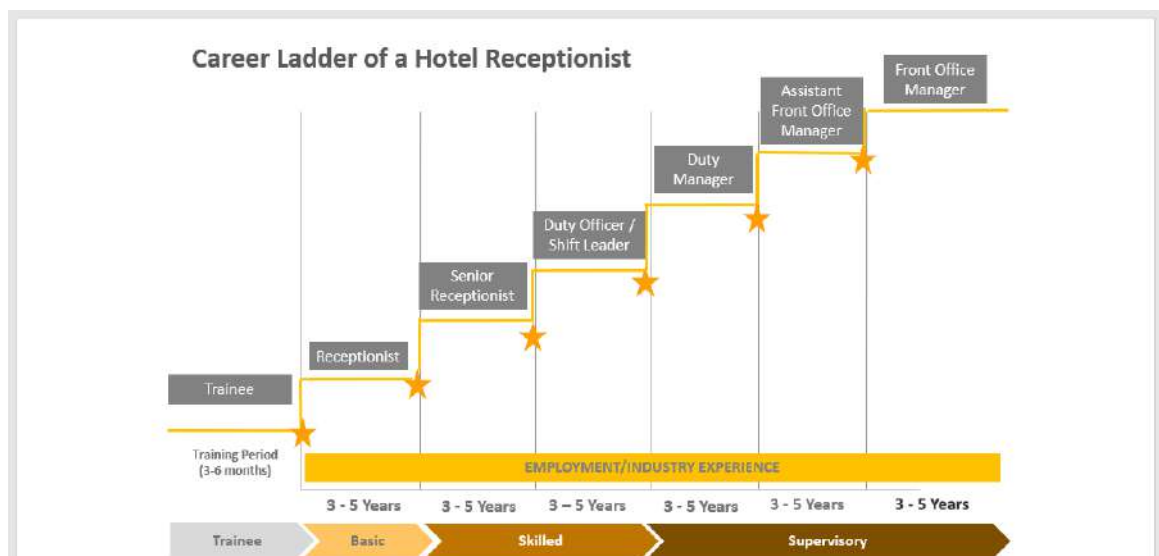 Career Ladder of a Hotel Receptionist
Front Office
Manager
Assistant
Front Office
Manager
Duty
Manager
Duty Officer /
Shift Leader
Senior
Receptionist
Receptionist
Trainee
Training Period
(3-6 months)
EMPLOYMENT/INDUSTRY EXPERIENCE
3 - 5 Years
3 - 5 Years
3 – 5 Years
3 - 5 Years
3 - 5 Years
3 - 5 Years
Trainee
Basic
Skilled
Supervisory